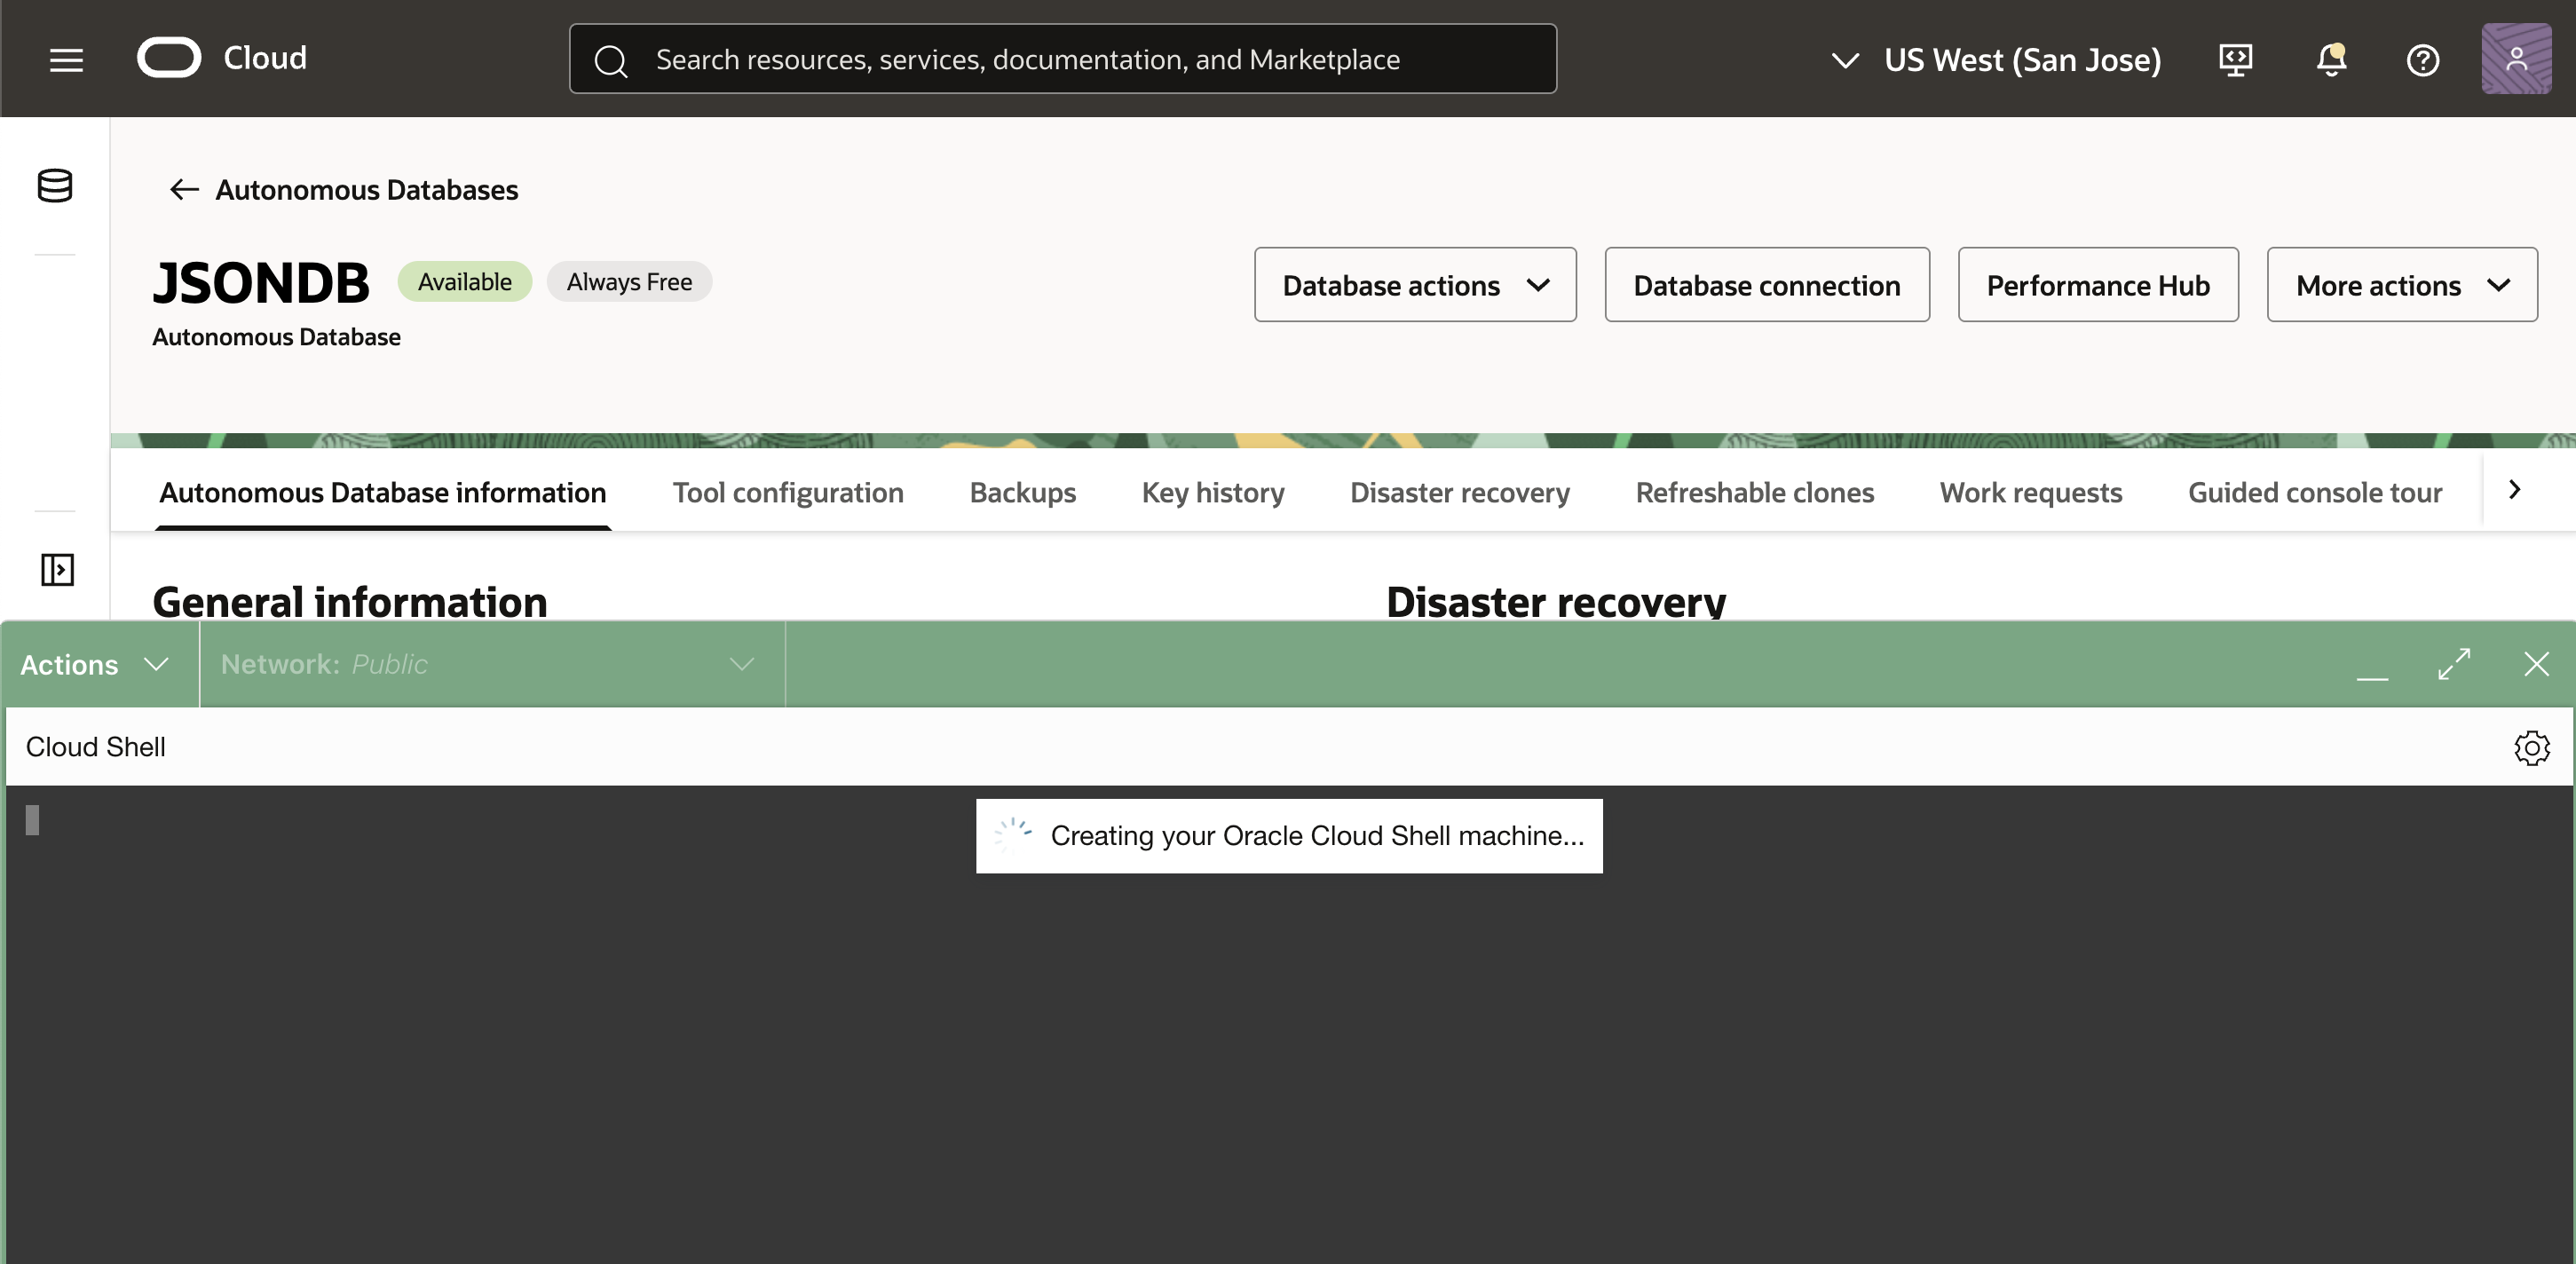 Cloud
Search resources, services, documentation, and Marketplace
US West (San Jose)
Autonomous Databases
JSONDB
Available
Always Free
Database actions
Database connection
Performance Hub
More actions
Autonomous Database
Autonomous Database information
Tool configuration
Backups
Key history
Disaster recovery
Refreshable clones
Work requests
Guided console tour
General information
Disaster recovery
Actions
Network: Public
Cloud Shell
Creating your Oracle Cloud Shell machine...